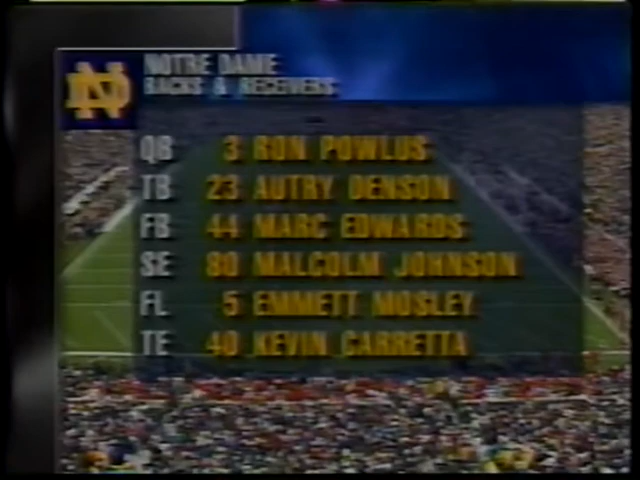 ND
NOTRE DAME
BACKS & RECEIVERS
QB 3 RON POWLUS
TB 23 AUTRY DENSON
FB 44 MARC EDWARDS
SE 80 MALCOLM JOHNSON
FL 5 EMMETT MOSLEY
TE 40 KEVIN CARRETTA